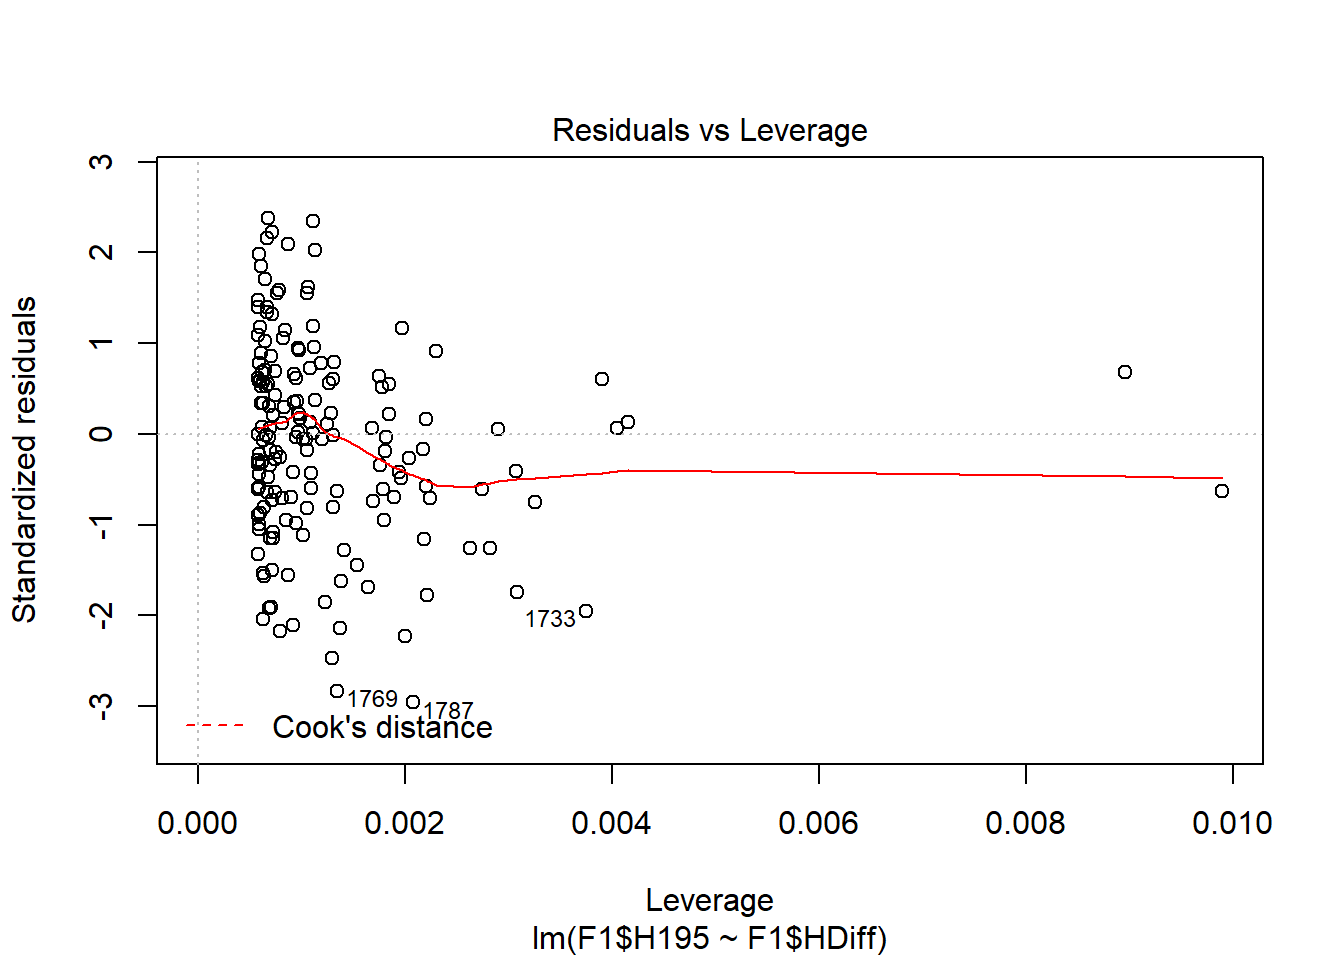 Residuals vs Leverage
Standardized residuals
3
2
1
0
-1
-2
-3
1733
1769
1787
Cook's distance
0.000 0.002 0.004 0.006 0.008 0.010
Leverage
lm(F1$H195 ~ F1$HDiff)